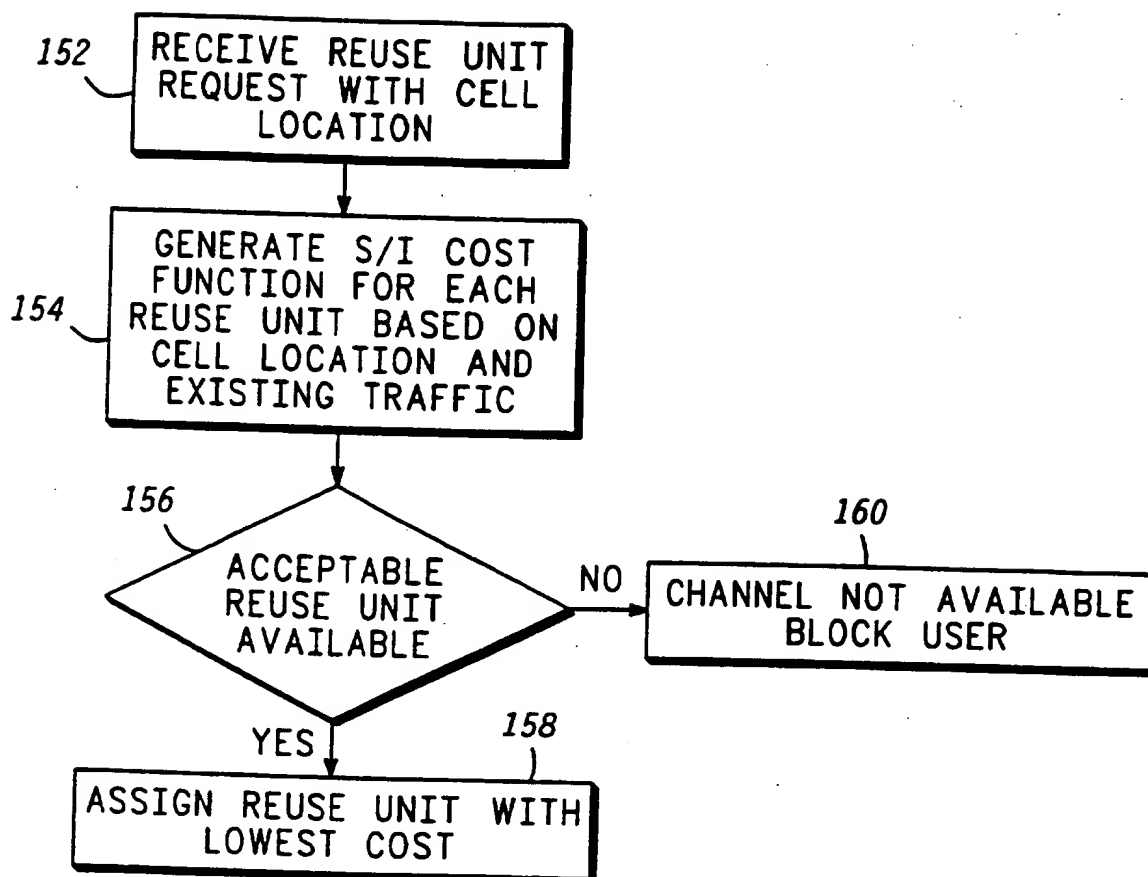 152
RECEIVE REUSE UNIT
REQUEST WITH CELL
LOCATION
154
GENERATE S/I COST
FUNCTION FOR EACH
REUSE UNIT BASED ON
CELL LOCATION AND
EXISTING TRAFFIC
156
ACCEPTABLE
REUSE UNIT
AVAILABLE
NO
160
CHANNEL NOT AVAILABLE
BLOCK USER
YES
158
ASSIGN REUSE UNIT WITH
LOWEST COST